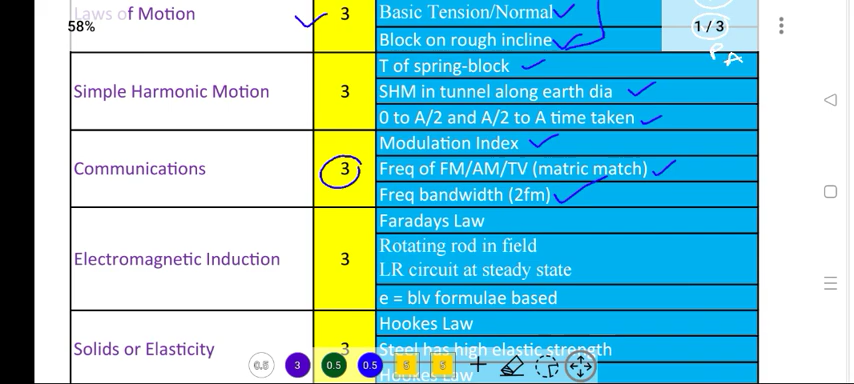 Laws of Motion
3
Basic Tension/Normal
58%
1 / 3
Block on rough incline
T of spring-block
Simple Harmonic Motion
3
SHM in tunnel along earth dia
0 to A/2 and A/2 to A time taken
Modulation Index
Communications
3
Freq of FM/AM/TV (matric match)
Freq bandwidth (2fm)
Faradays Law
Electromagnetic Induction
3
Rotating rod in field
LR circuit at steady state
e = blv formulae based
Hookes Law
Solids or Elasticity
3
Steel has high elastic strength
Hookes Law
0.5
3
0.5
0.5
6
6